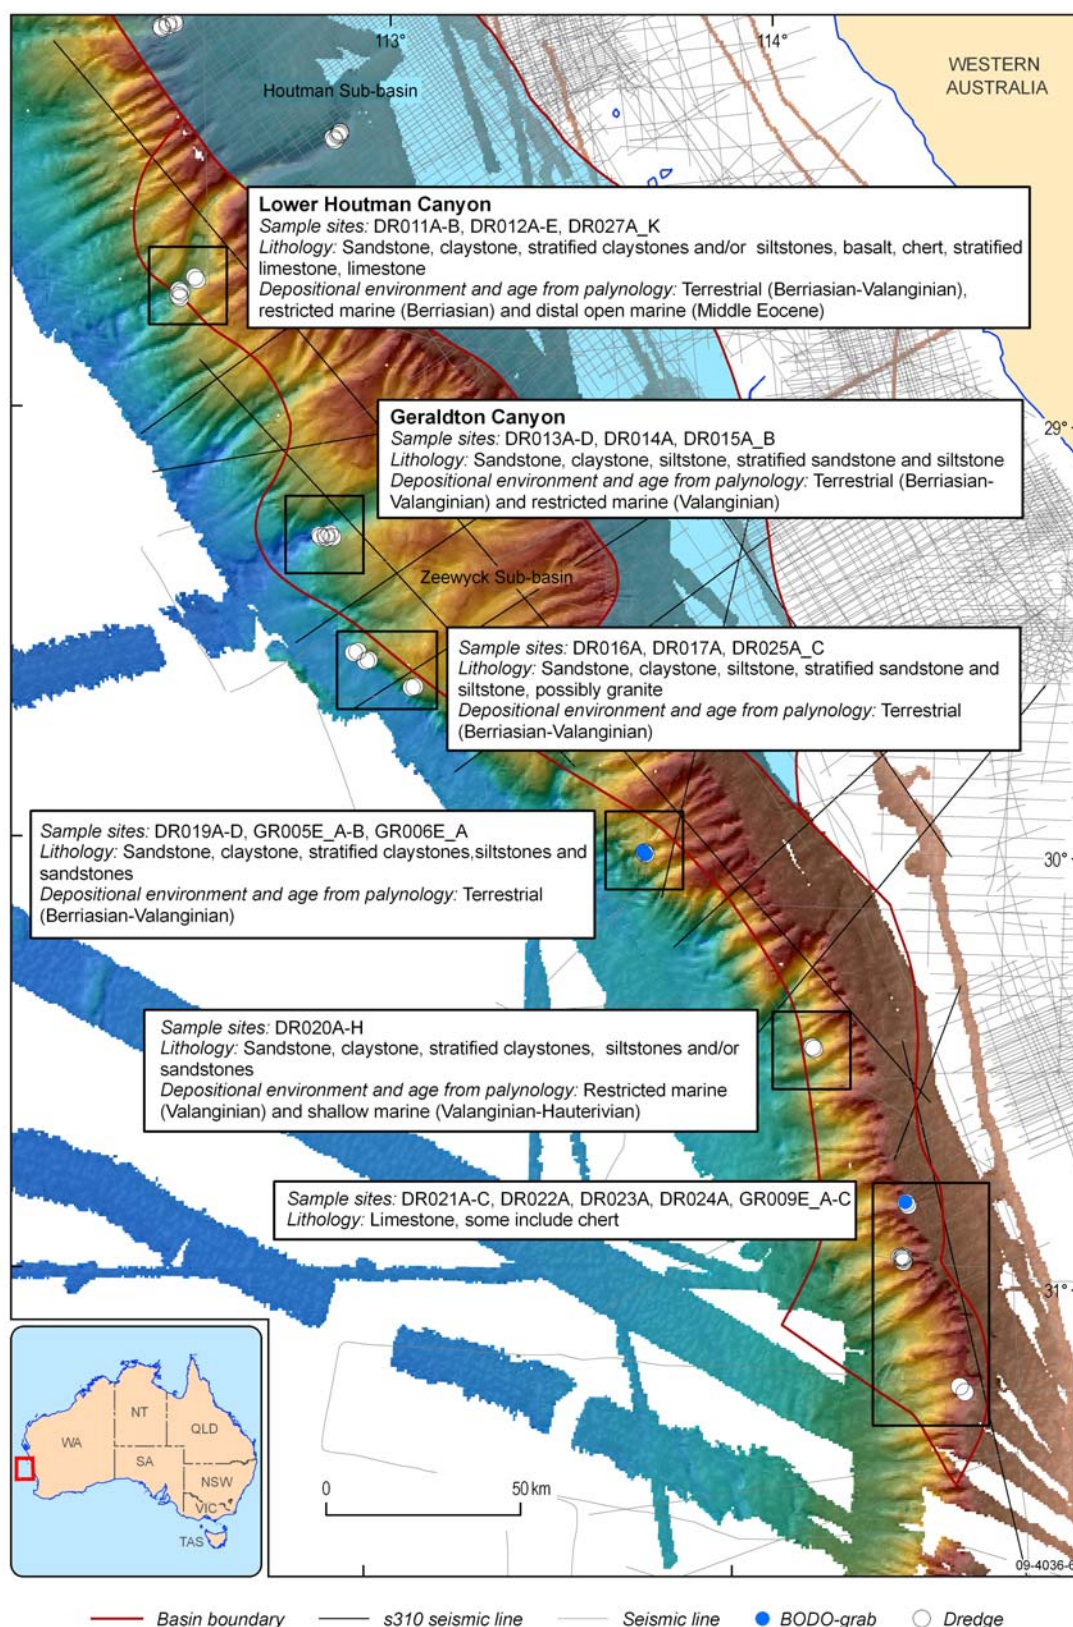 113°
114°
WESTERN
AUSTRALIA
Houtman Sub-basin
Lower Houtman Canyon
Sample sites: DR011A-B, DR012A-E, DR027A_K
Lithology: Sandstone, claystone, stratified claystones and/or siltstones, basalt, chert, stratified
limestone, limestone
Depositional environment and age from palynology: Terrestrial (Berriasian-Valanginian),
restricted marine (Berriasian) and distal open marine (Middle Eocene)
Geraldton Canyon
Sample sites: DR013A-D, DR014A, DR015A_B
Lithology: Sandstone, claystone, siltstone, stratified sandstone and siltstone
Depositional environment and age from palynology: Terrestrial (Berriasian-
Valanginian) and restricted marine (Valanginian)
29°
Zeewyck Sub-basin
Sample sites: DR016A, DR017A, DR025A_C
Lithology: Sandstone, claystone, siltstone, stratified sandstone and
siltstone, possibly granite
Depositional environment and age from palynology: Terrestrial
(Berriasian-Valanginian)
Sample sites: DR019A-D, GR005E_A-B, GR006E_A
Lithology: Sandstone, claystone, stratified claystones,siltstones and
sandstones
Depositional environment and age from palynology: Terrestrial
(Berriasian-Valanginian)
30°
Sample sites: DR020A-H
Lithology: Sandstone, claystone, stratified claystones, siltstones and/or
sandstones
Depositional environment and age from palynology: Restricted marine
(Valanginian) and shallow marine (Valanginian-Hauterivian)
Sample sites: DR021A-C, DR022A, DR023A, DR024A, GR009E_A-C
Lithology: Limestone, some include chert
31°
NT
QLD
WA
SA
NSW
VIC
TAS
0 50 km
09-4036-6
Basin boundary s310 seismic line Seismic line BODO-grab Dredge